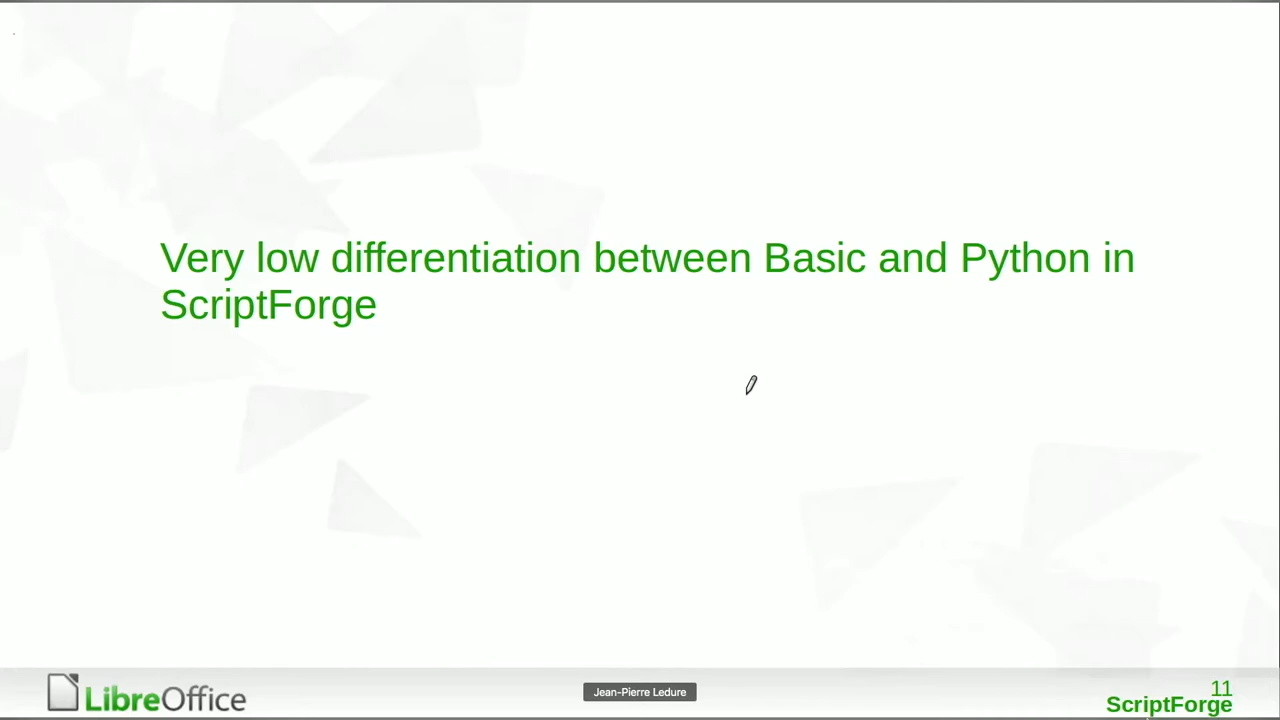 Very low differentiation between Basic and Python in
ScriptForge
LibreOffice
Jean-Pierre Ledure
11
ScriptForge